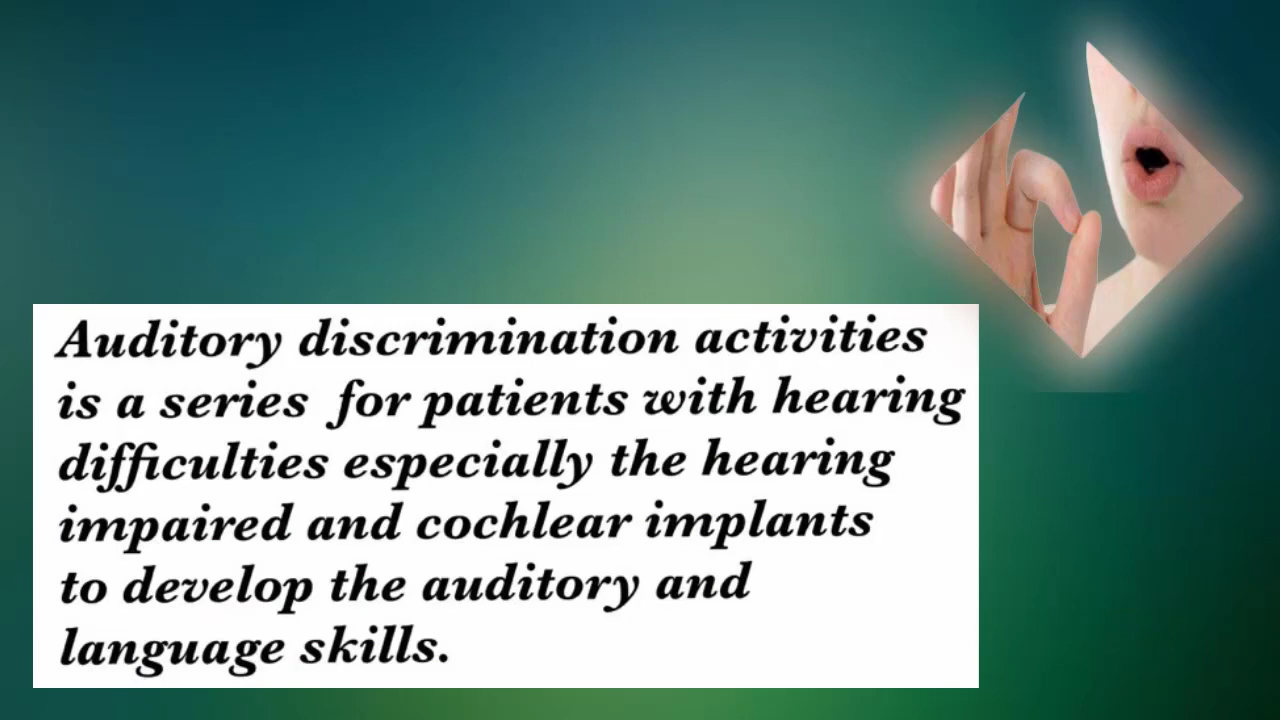 Auditory discrimination activities
is a series for patients with hearing
difficulties especially the hearing
impaired and cochlear implants
to develop the auditory and
language skills.